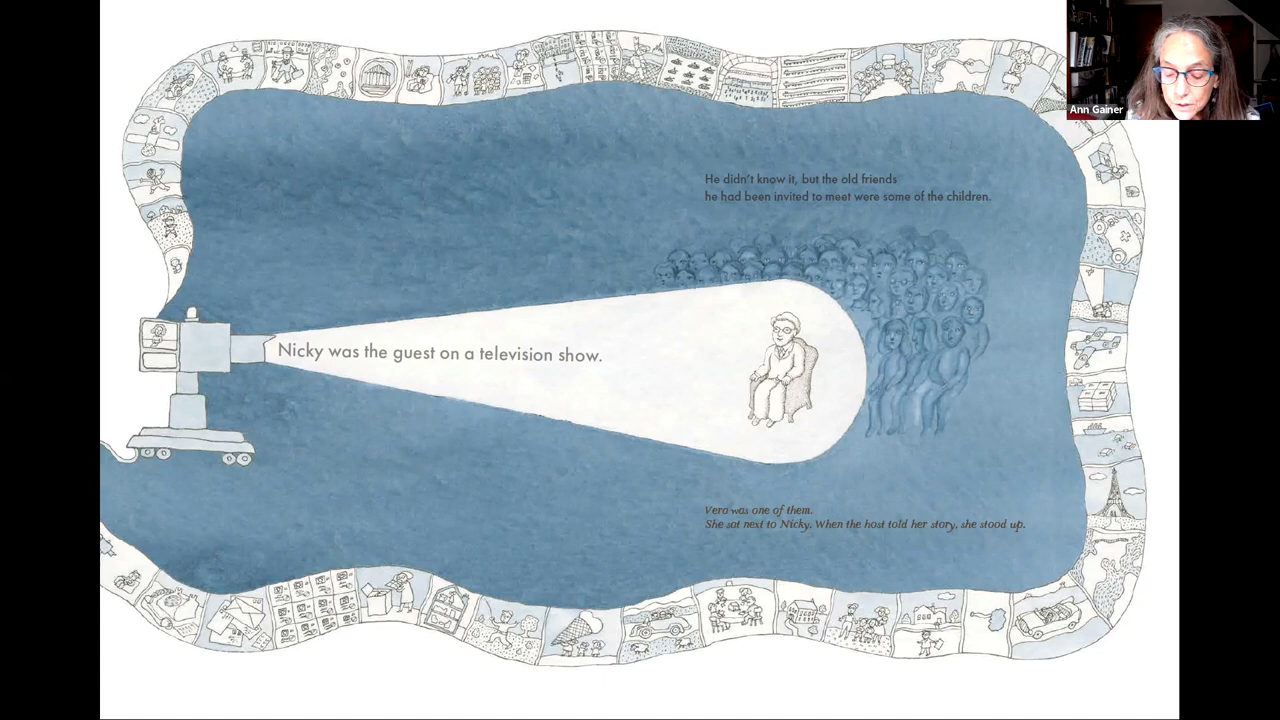 Ann Gainer
He didn't know it, but the old friends
he had been invited to meet were some of the children.
Nicky was the guest on a television show.
Vera was one of them.
She sat next to Nicky. When the host told her story, she stood up.